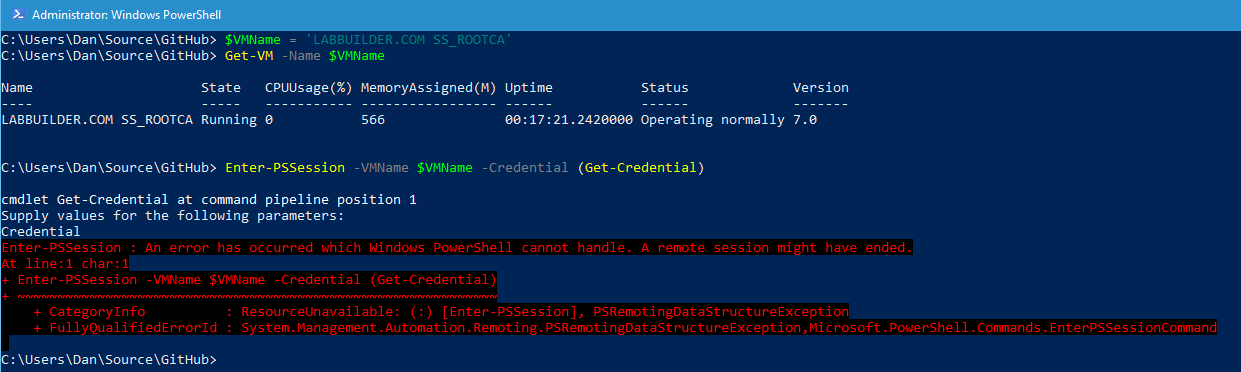 Administrator: Windows PowerShell
C:\Users\Dan\Source\GitHub> $VMName = 'LABBUILDER.COM SS_ROOTCA'
C:\Users\Dan\Source\GitHub> Get-VM -Name $VMName
Name                     State   CPUUsage(%) MemoryAssigned(M) Uptime           Status             Version
----                     -----   ----------- ----------------- ------           ------             -------
LABBUILDER.COM SS_ROOTCA Running 0           566               00:17:21.2420000 Operating normally 7.0
C:\Users\Dan\Source\GitHub> Enter-PSSession -VMName $VMName -Credential (Get-Credential)
cmdlet Get-Credential at command pipeline position 1
Supply values for the following parameters:
Credential
Enter-PSSession : An error has occurred which Windows PowerShell cannot handle. A remote session might have ended.
At line:1 char:1
+ Enter-PSSession -VMName $VMName -Credential (Get-Credential)
+ ~~~~~~~~~~~~~~~~~~~~~~~~~~~~~~~~~~~~~~~~~~~~~~~~~~~~~~~~~~~~
    + CategoryInfo          : ResourceUnavailable: (:) [Enter-PSSession], PSRemotingDataStructureException
    + FullyQualifiedErrorId : System.Management.Automation.Remoting.PSRemotingDataStructureException,Microsoft.PowerShell.Commands.EnterPSSessionCommand
C:\Users\Dan\Source\GitHub>